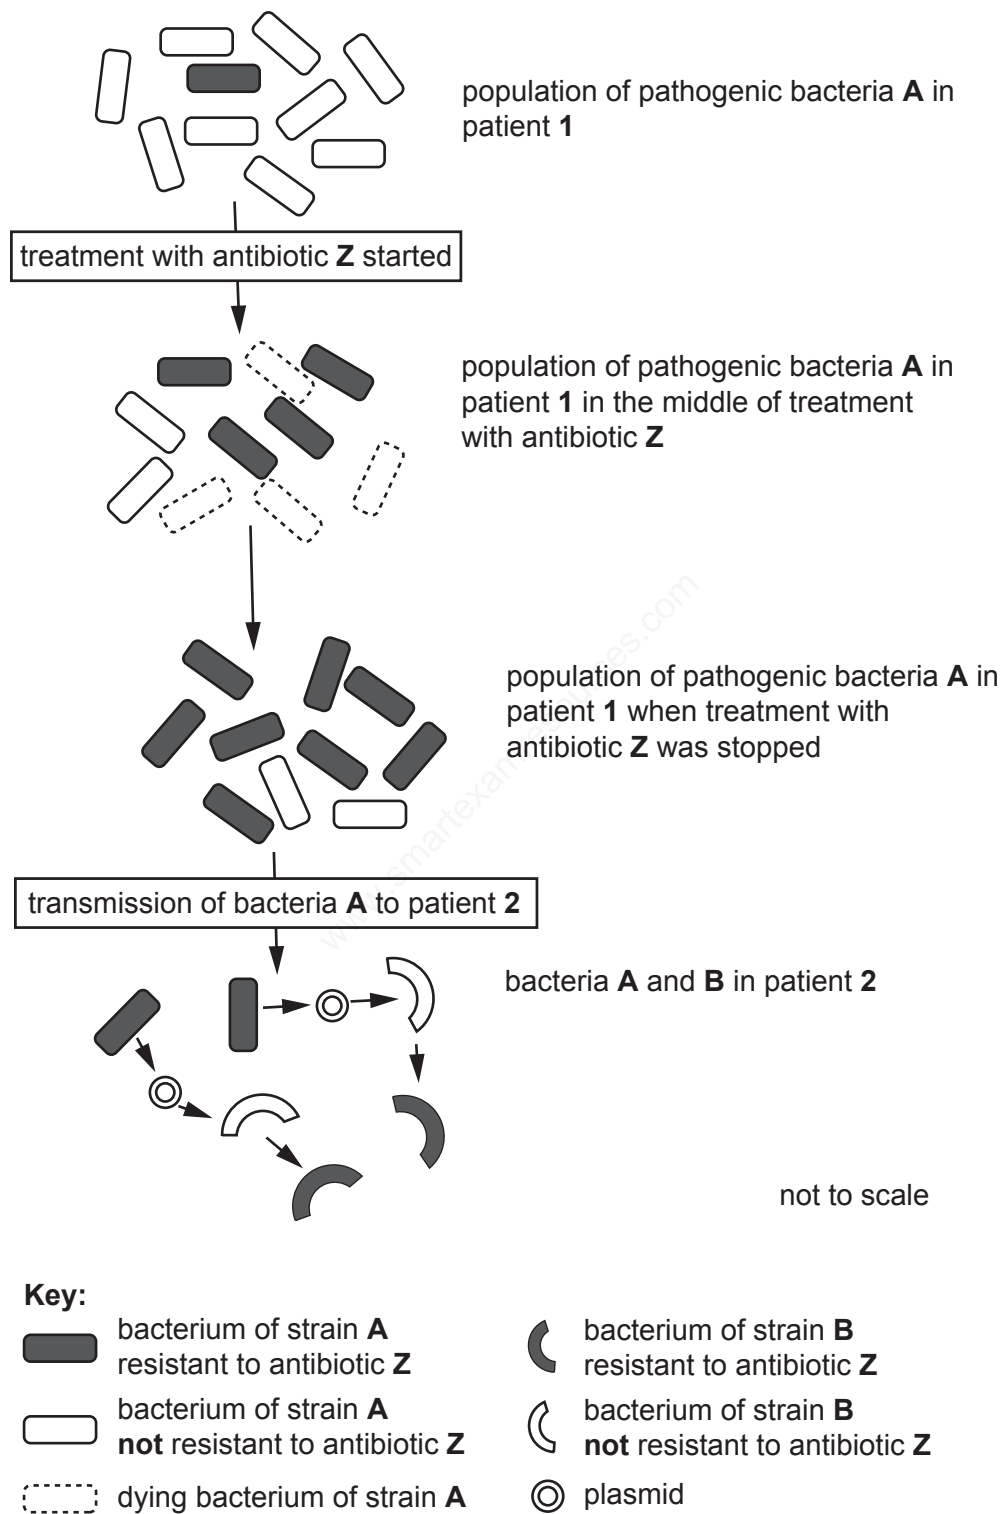 population of pathogenic bacteria A in
patient 1
treatment with antibiotic Z started
population of pathogenic bacteria A in
patient 1 in the middle of treatment
with antibiotic Z
population of pathogenic bacteria A in
patient 1 when treatment with
antibiotic Z was stopped
www.smartexamresources.com
transmission of bacteria A to patient 2
bacteria A and B in patient 2
not to scale
Key:
bacterium of strain A
resistant to antibiotic Z
bacterium of strain B
resistant to antibiotic Z
bacterium of strain A
not resistant to antibiotic Z
bacterium of strain B
not resistant to antibiotic Z
dying bacterium of strain A
plasmid